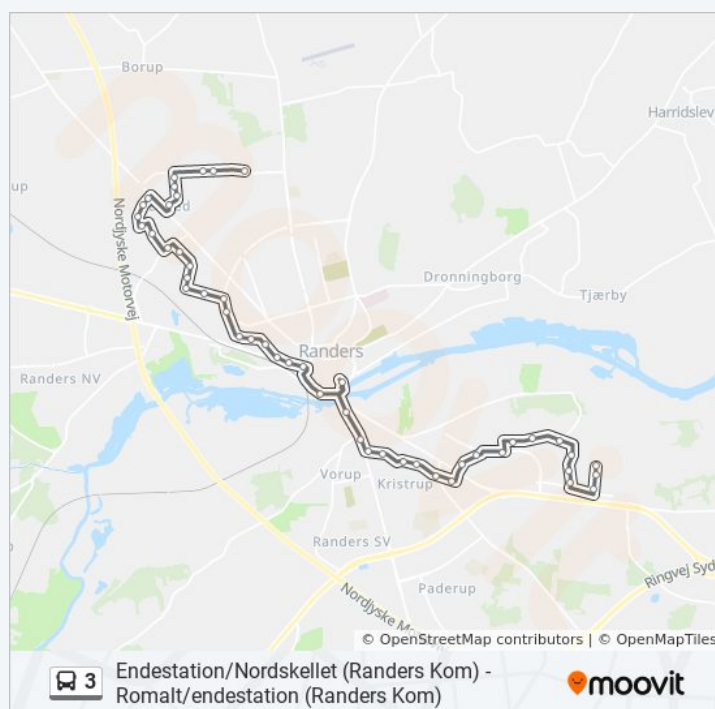 Borup
Harridslev
Nordjyske Motorvej
Dronningborg
Tjærby
Randers
Randers NV
Vorup
Kristrup
Randers SV
Paderup
Ringvej Syd
© OpenStreetMap contributors | © OpenMapTiles
3
Endestation/Nordskellet (Randers Kom) -
Romalt/endestation (Randers Kom)
moovit